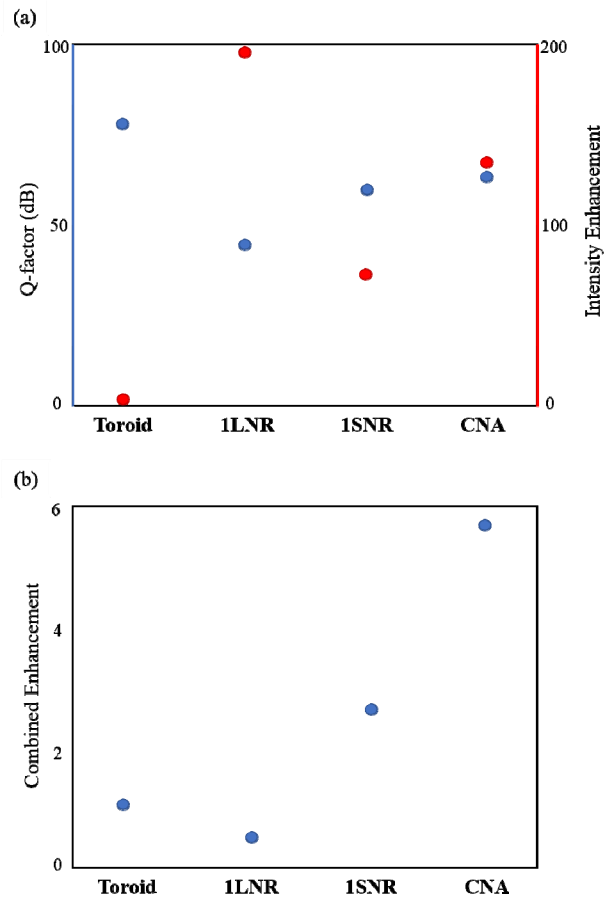 (a)
100
50
0
Q-factor (dB)
200
100
0
Intensity Enhancement
Toroid 1LNR 1SNR CNA
(b)
6
4
2
0
Combined Enhancement
Toroid 1LNR 1SNR CNA